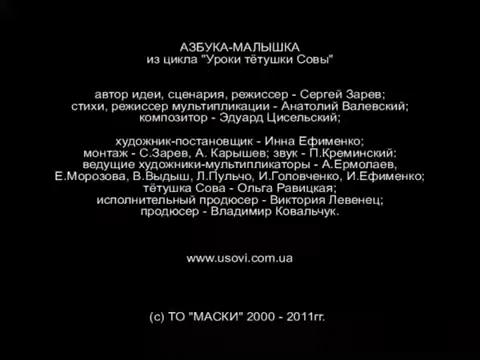 АЗБУКА-МАЛЫШКА
из цикла "Уроки тётушки Совы"
автор идеи, сценария, режиссер - Сергей Зарев;
стихи, режиссер мультипликации - Анатолий Валевский;
композитор - Эдуард Цисельский;
художник-постановщик - Инна Ефименко;
монтаж - С.Зарев, А. Карышев; звук - П.Креминский:
ведущие художники-мультипликаторы - А.Ермолаев,
Е.Морозова, В.Выдыш, Л.Пульчо, И.Головченко, И.Ефименко;
тётушка Сова - Ольга Равицкая;
исполнительный продюсер - Виктория Левенец;
продюсер - Владимир Ковальчук.
www.usovi.com.ua
(с) ТО "МАСКИ" 2000 - 2011гг.